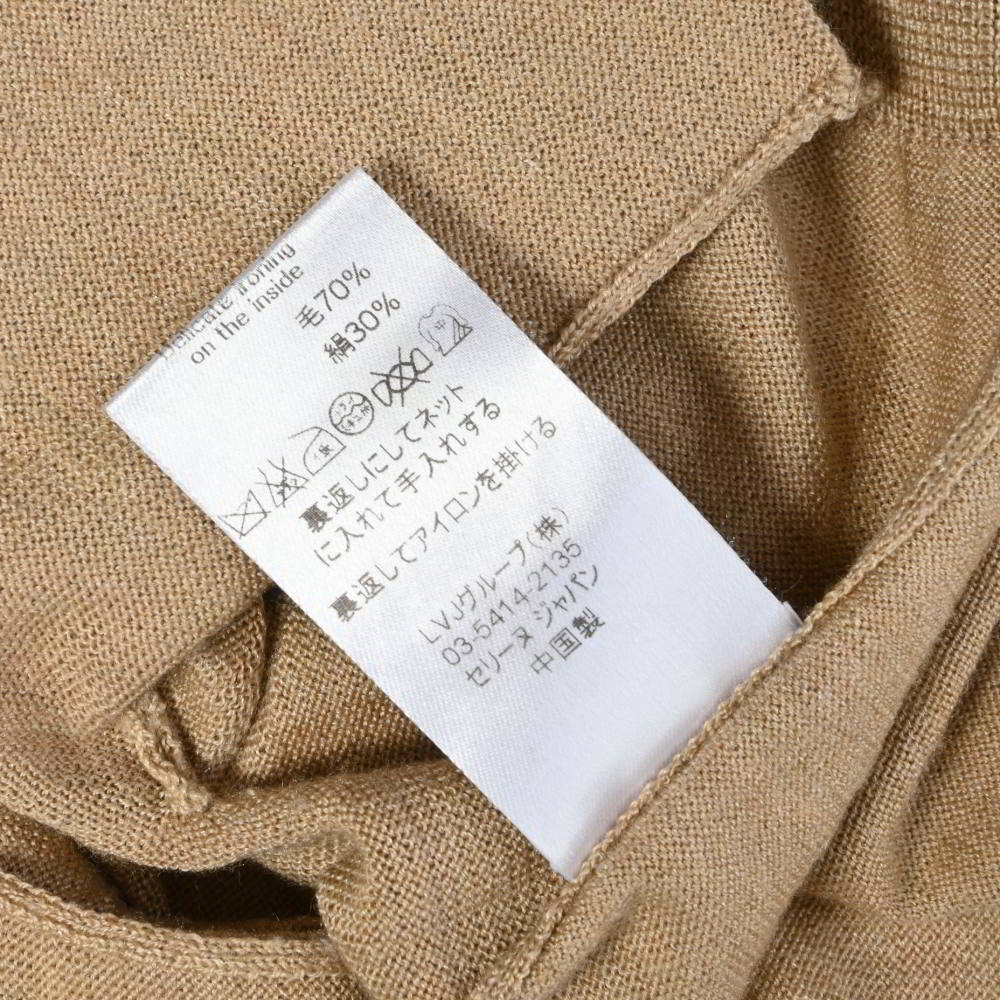 Delicate ironing
on the inside
毛70%
絹30%
中
裏返しにしてネット
に入れて手入れする
裏返してアイロンを掛ける
LVJグループ(株)
03-5414-2135
セリーヌ ジャパン
中国製